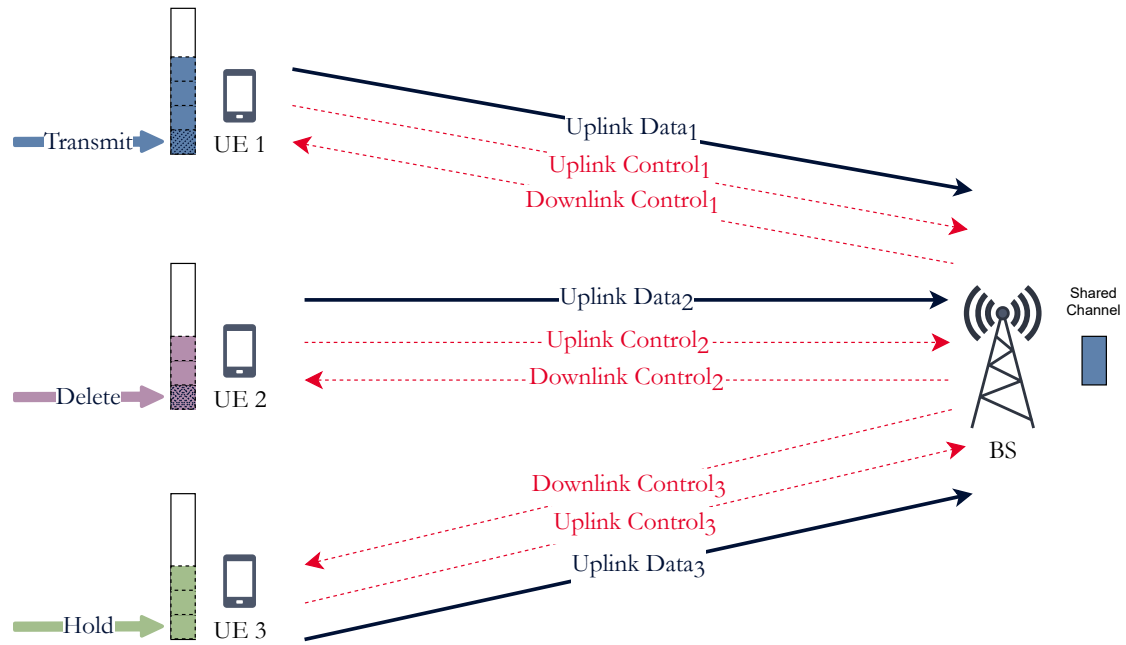 Transmit
UE 1
Uplink Data1
Uplink Control1
Downlink Control1
Delete
UE 2
Uplink Data2
Uplink Control2
Downlink Control2
Shared
Channel
BS
Hold
UE 3
Downlink Control3
Uplink Control3
Uplink Data3